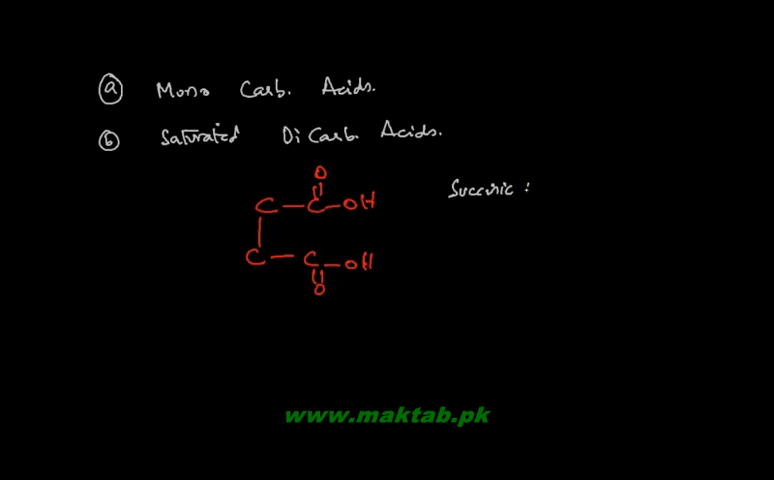 (a) Mono Carb. Acids.
(b) Saturated Di Carb. Acids.
O
C — C — OH
Succinic :
C — C — OH
O
www.maktab.pk